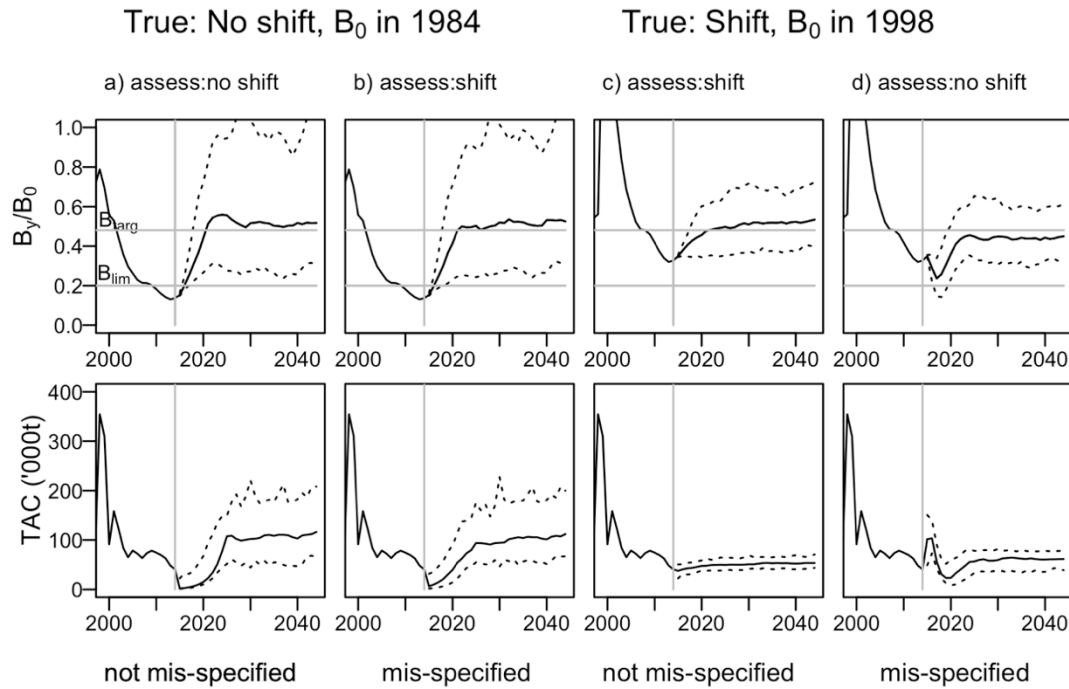 True: No shift, B₀ in 1984 True: Shift, B₀ in 1998
a) assess:no shift b) assess:shift c) assess:shift d) assess:no shift
B_y/B₀
1.0
0.8
0.6
B_targ
0.4
B_lim
0.2
0.0
2000 2020 2040 2000 2020 2040 2000 2020 2040 2000 2020 2040
TAC ('000t)
400
300
200
100
0
2000 2020 2040 2000 2020 2040 2000 2020 2040 2000 2020 2040
not mis-specified mis-specified not mis-specified mis-specified